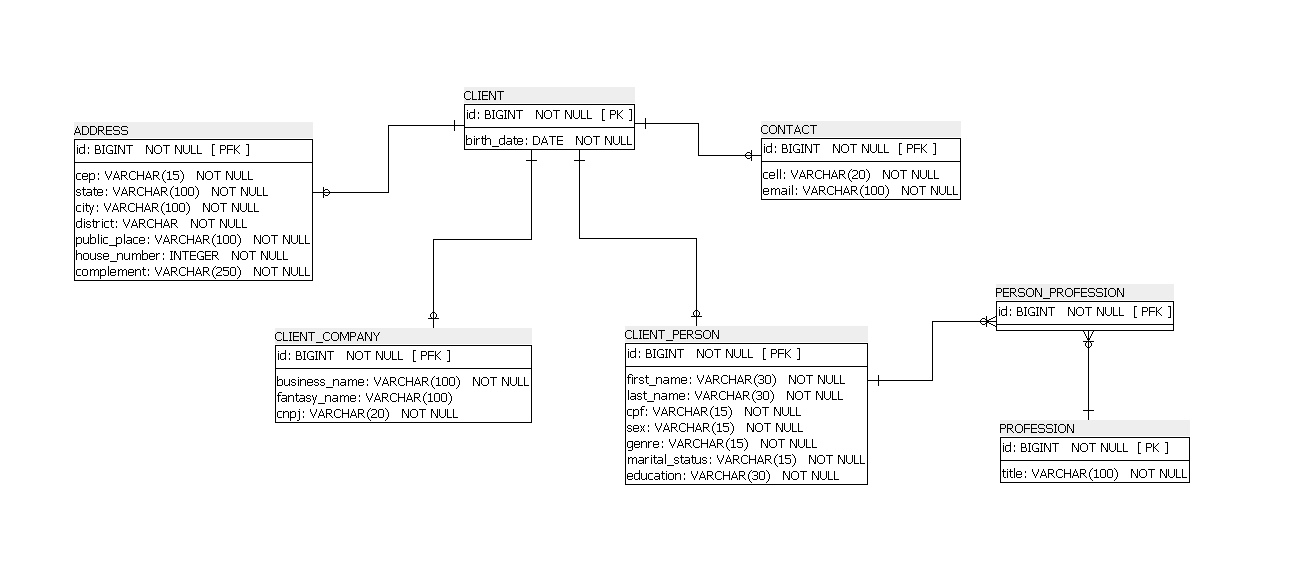 CLIENT
id: BIGINT NOT NULL [ PK ]
birth_date: DATE NOT NULL
ADDRESS
id: BIGINT NOT NULL [ PFK ]
cep: VARCHAR(15) NOT NULL
state: VARCHAR(100) NOT NULL
city: VARCHAR(100) NOT NULL
district: VARCHAR NOT NULL
public_place: VARCHAR(100) NOT NULL
house_number: INTEGER NOT NULL
complement: VARCHAR(250) NOT NULL
CONTACT
id: BIGINT NOT NULL [ PFK ]
cell: VARCHAR(20) NOT NULL
email: VARCHAR(100) NOT NULL
CLIENT_COMPANY
id: BIGINT NOT NULL [ PFK ]
business_name: VARCHAR(100) NOT NULL
fantasy_name: VARCHAR(100)
cnpj: VARCHAR(20) NOT NULL
CLIENT_PERSON
id: BIGINT NOT NULL [ PFK ]
first_name: VARCHAR(30) NOT NULL
last_name: VARCHAR(30) NOT NULL
cpf: VARCHAR(15) NOT NULL
sex: VARCHAR(15) NOT NULL
genre: VARCHAR(15) NOT NULL
marital_status: VARCHAR(15) NOT NULL
education: VARCHAR(30) NOT NULL
PERSON_PROFESSION
id: BIGINT NOT NULL [ PFK ]
PROFESSION
id: BIGINT NOT NULL [ PK ]
title: VARCHAR(100) NOT NULL